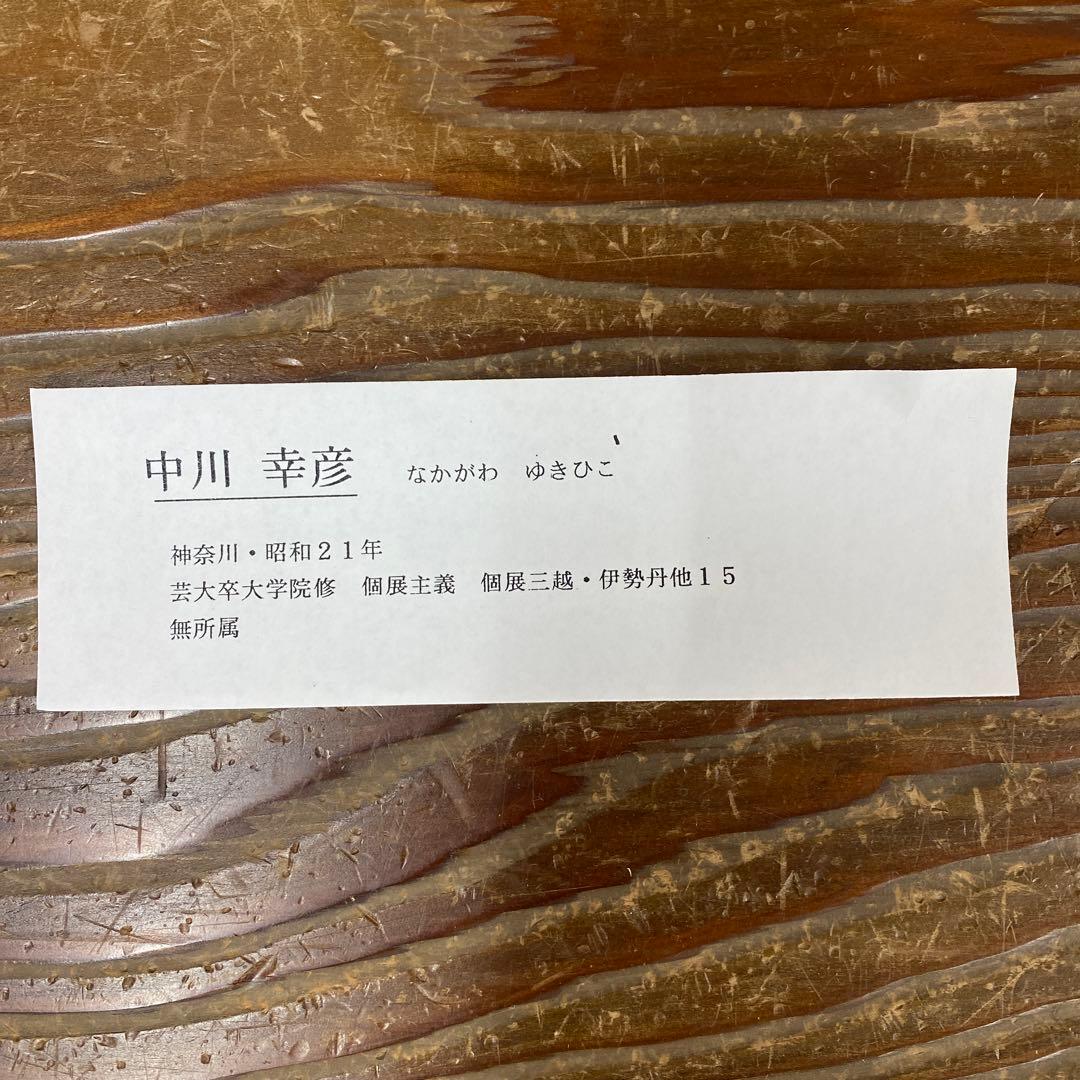 中川 幸彦　なかがわ　ゆきひこ
神奈川・昭和２１年
芸大卒大学院修　個展主義　個展三越・伊勢丹他１５
無所属